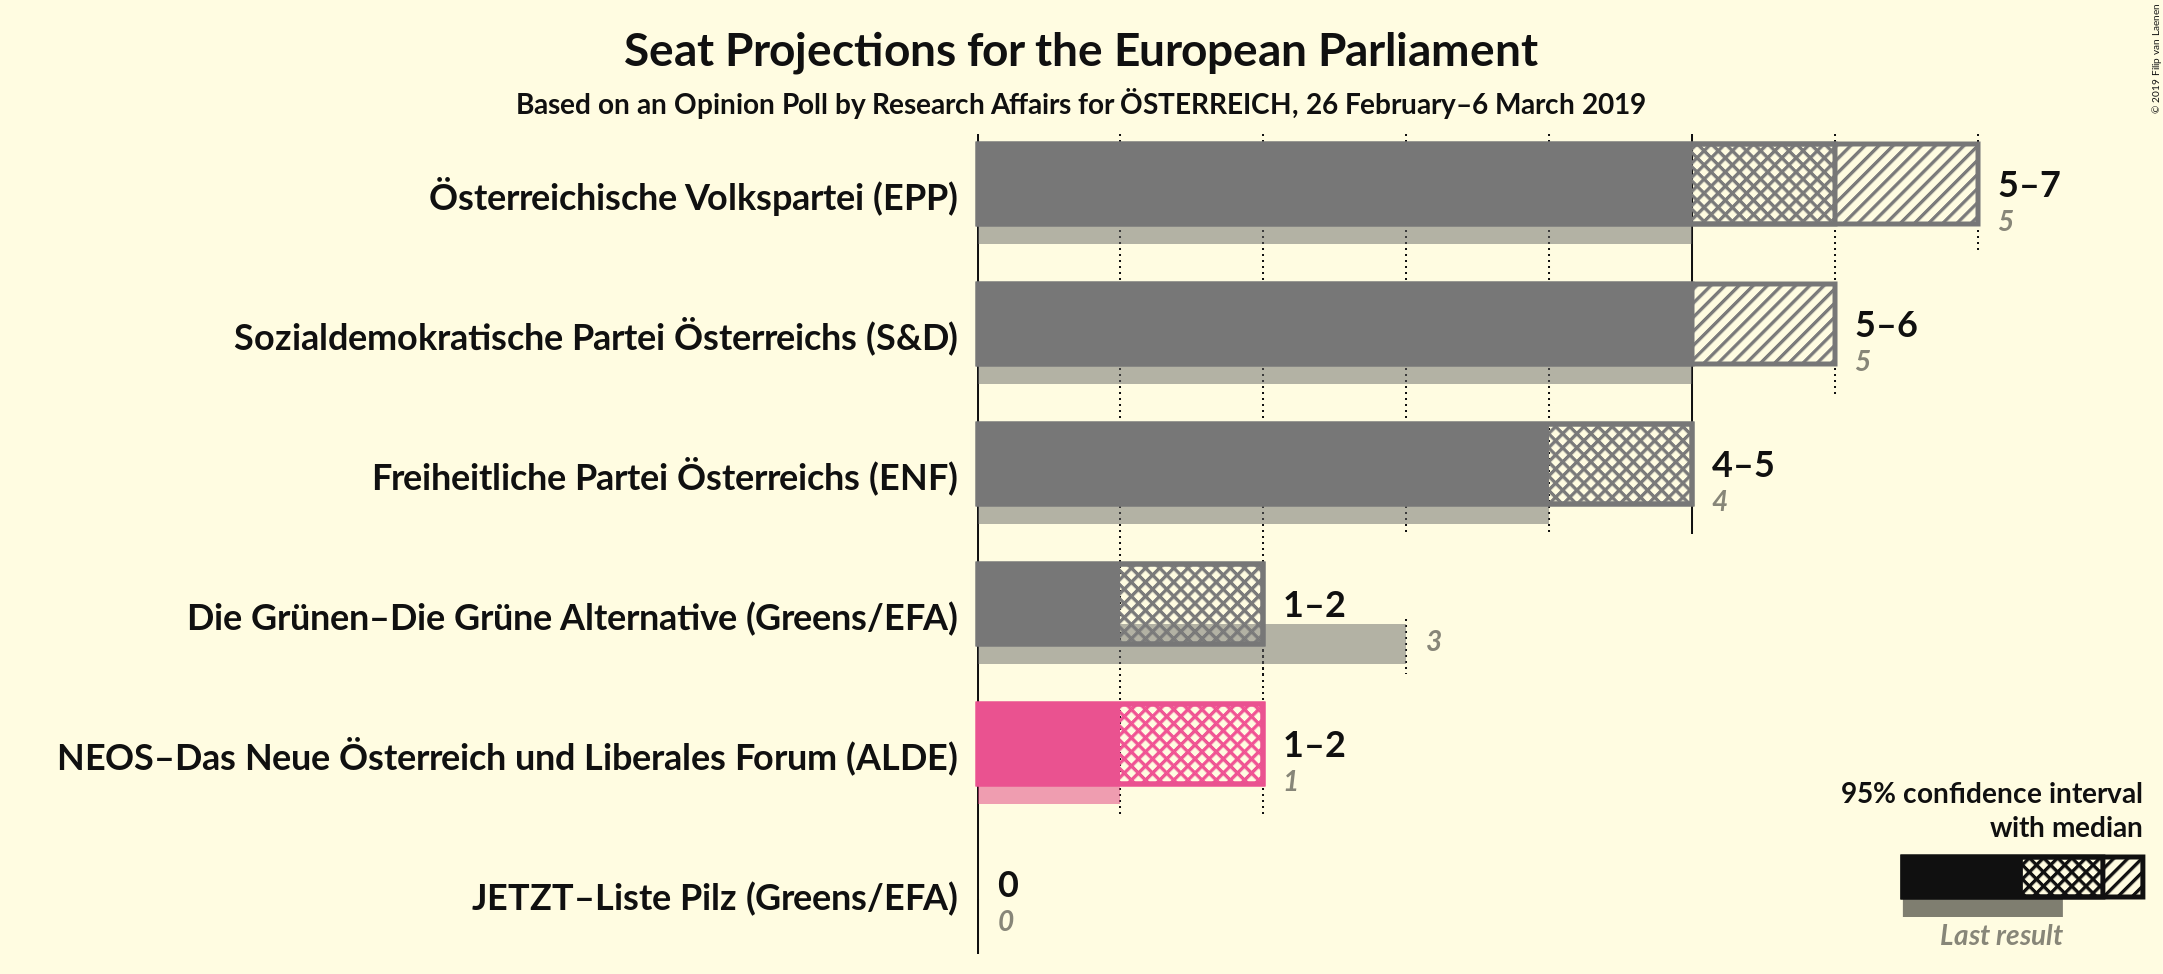 Seat Projections for the European Parliament
Based on an Opinion Poll by Research Affairs for ÖSTERREICH, 26 February–6 March 2019
© 2019 Filip van Laenen
Österreichische Volkspartei (EPP)
5–7
5
Sozialdemokratische Partei Österreichs (S&D)
5–6
5
Freiheitliche Partei Österreichs (ENF)
4–5
4
Die Grünen–Die Grüne Alternative (Greens/EFA)
1–2
3
NEOS–Das Neue Österreich und Liberales Forum (ALDE)
1–2
1
JETZT–Liste Pilz (Greens/EFA)
0
0
95% confidence interval
with median
Last result